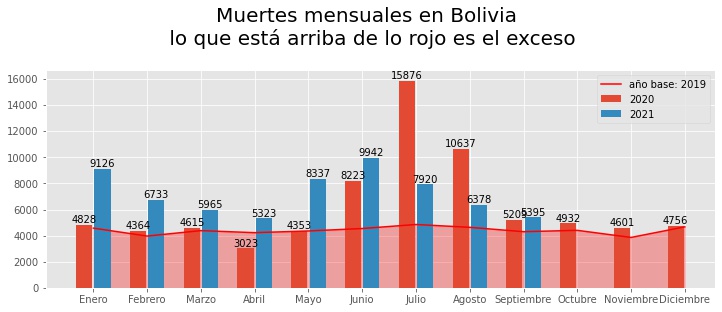 Muertes mensuales en Bolivia
lo que está arriba de lo rojo es el exceso
16000
14000
12000
10000
8000
6000
4000
2000
0
año base: 2019
2020
2021
4828
9126
4364
6733
4615
5965
3023
5323
4353
8337
8223
9942
15876
7920
10637
6378
5395
4932
4601
4756
Enero
Febrero
Marzo
Abril
Mayo
Junio
Julio
Agosto
Septiembre
Octubre
Noviembre
Diciembre